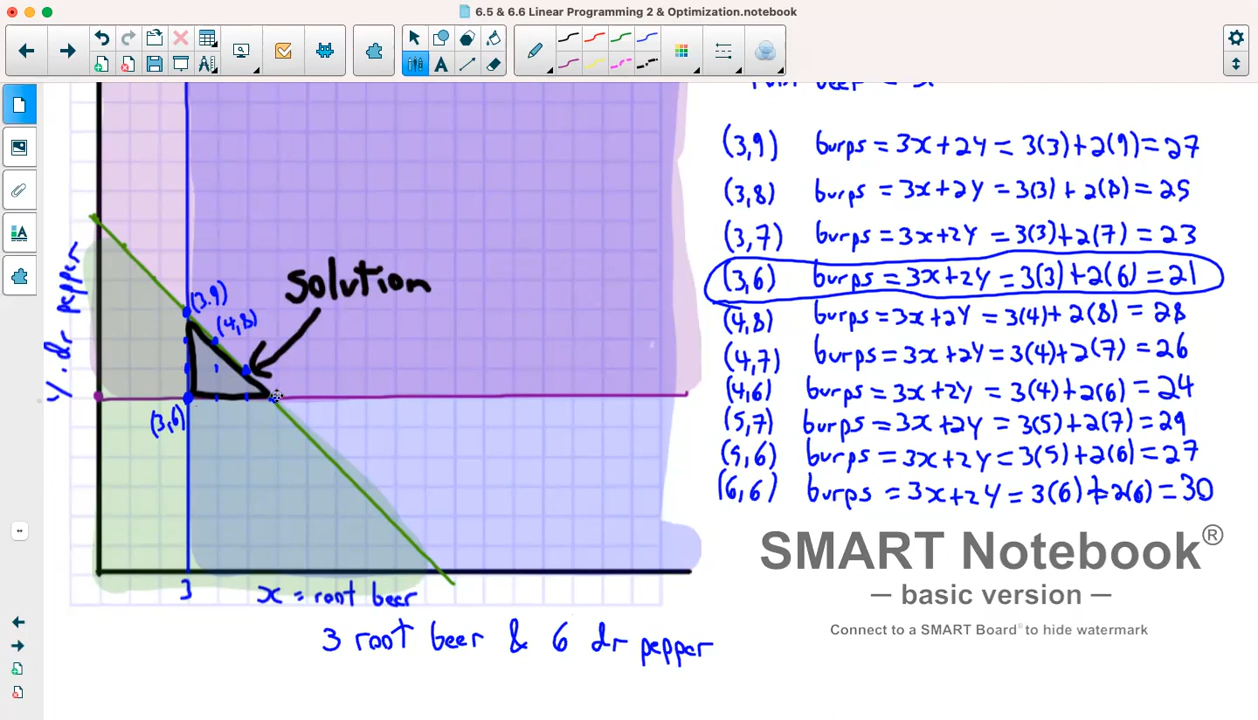 6.5 & 6.6 Linear Programming 2 & Optimization.notebook
(3,9) burps = 3x+2y = 3(3)+2(9)= 27
(3,8) burps = 3x+2y = 3(3)+2(8)= 25
(3,7) burps = 3x+2y = 3(3)+2(7)= 23
(3,6) burps = 3x+2y = 3(3)+2(6)=21
(4,8) burps = 3x+2y = 3(4)+2(8)= 28
(4,7) burps = 3x+2y = 3(4)+2(7)= 26
(4,6) burps = 3x+2y = 3(4)+2(6)= 24
(5,7) burps = 3x+2y = 3(5)+2(7)= 29
(5,6) burps = 3x+2y = 3(5)+2(6)= 27
(6,6) burps = 3x+2y = 3(6)+2(6)=30
y. dr pepper
solution
(3.9)
(4,8)
(3,6)
3
x = root beer
3 root beer & 6 dr pepper
SMART Notebook®
— basic version —
Connect to a SMART Board® to hide watermark